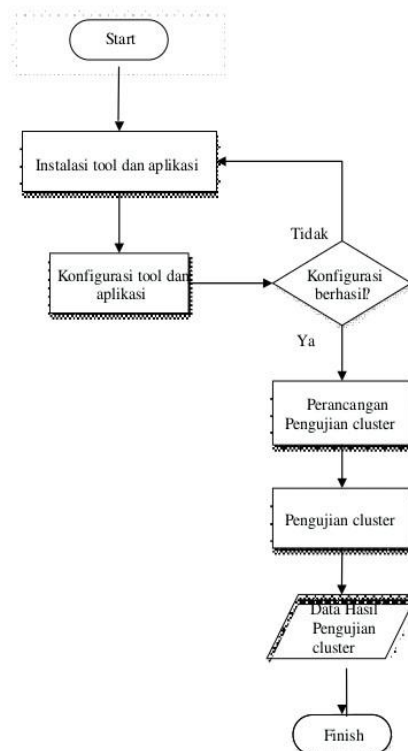 Start
Instalasi tool dan aplikasi
Tidak
Konfigurasi tool dan
aplikasi
Konfigurasi
berhasil?
Ya
Perancangan
Pengujian cluster
Pengujian cluster
Data Hasil
Pengujian
cluster
Finish